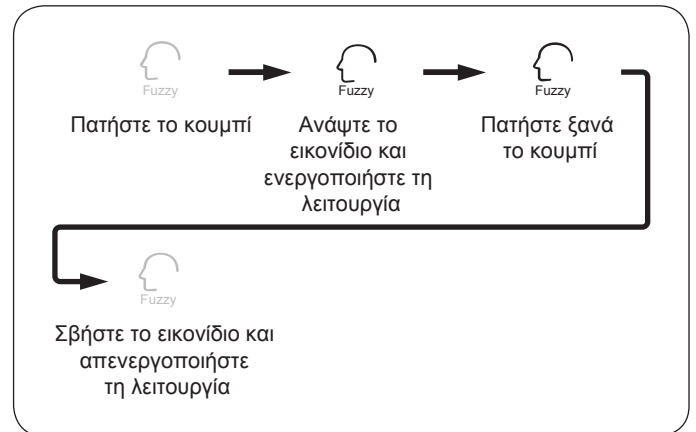 Fuzzy
Πατήστε το κουμπί
Fuzzy
Ανάψτε το
εικονίδιο και
ενεργοποιήστε τη
λειτουργία
Fuzzy
Πατήστε ξανά
το κουμπί
Fuzzy
Σβήστε το εικονίδιο και
απενεργοποιήστε
τη λειτουργία